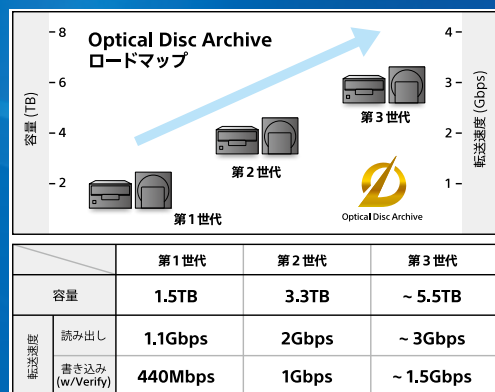 Optical Disc Archive
ロードマップ
容量 (TB)
8
6
4
2
転送速度 (Gbps)
4
3
2
1
第1世代
第2世代
第3世代
Optical Disc Archive
第1世代 第2世代 第3世代
容量 1.5TB 3.3TB ~ 5.5TB
転送速度
読み出し 1.1Gbps 2Gbps ~ 3Gbps
書き込み
(w/Verify) 440Mbps 1Gbps ~ 1.5Gbps